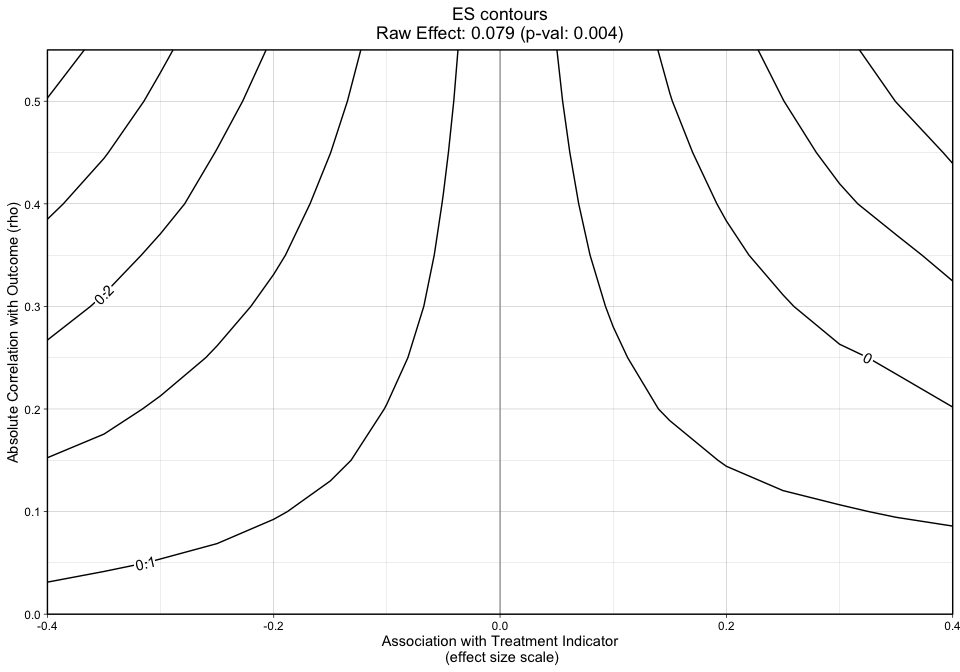 ES contours
Raw Effect: 0.079 (p-val: 0.004)
Absolute Correlation with Outcome (rho)
0.5
0.4
0.3
0.2
0.1
0.0
0.2
0.1
0
-0.4
-0.2
0.0
0.2
0.4
Association with Treatment Indicator
(effect size scale)